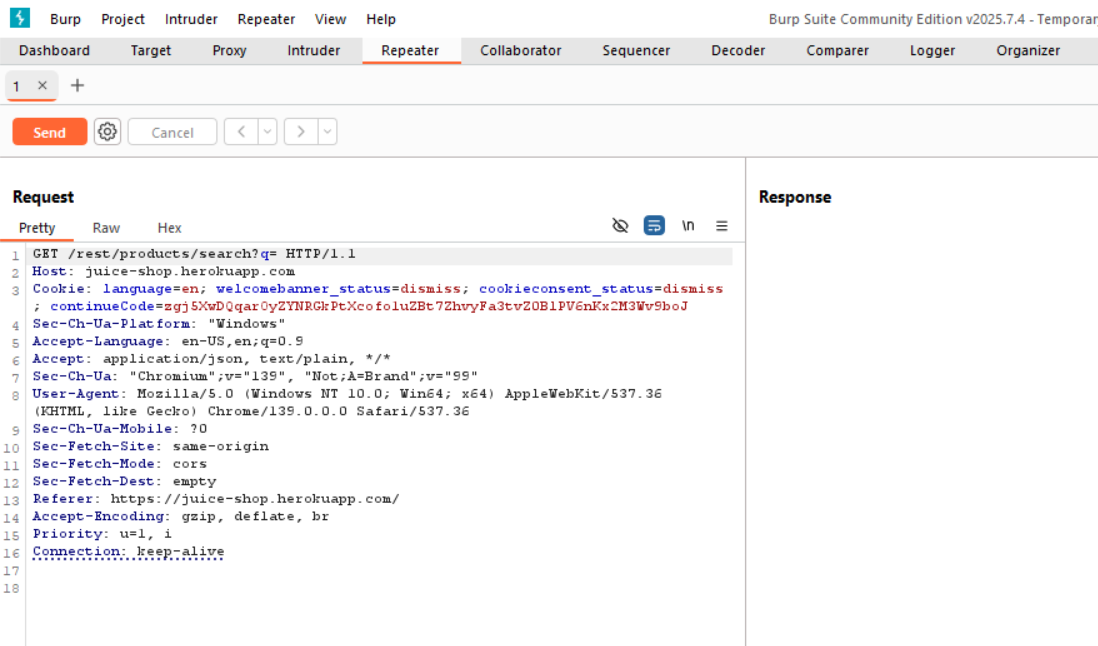 Burp Project Intruder Repeater View Help Burp Suite Community Edition v2025.7.4 - Temporar
Dashboard Target Proxy Intruder Repeater Collaborator Sequencer Decoder Comparer Logger Organizer
1 × +
Send Cancel
Request Response
Pretty Raw Hex \n
1 GET /rest/products/search?q= HTTP/1.1
2 Host: juice-shop.herokuapp.com
3 Cookie: language=en; welcomebanner_status=dismiss; cookieconsent_status=dismiss
; continueCode=zgj5XwDQqarOyZYNRGkPtXcofoluZBt7ZhvyFa3tvZOBlPV6nKx2M3Wv9boJ
4 Sec-Ch-Ua-Platform: "Windows"
5 Accept-Language: en-US,en;q=0.9
6 Accept: application/json, text/plain, */*
7 Sec-Ch-Ua: "Chromium";v="139", "Not;A=Brand";v="99"
8 User-Agent: Mozilla/5.0 (Windows NT 10.0; Win64; x64) AppleWebKit/537.36
(KHTML, like Gecko) Chrome/139.0.0.0 Safari/537.36
9 Sec-Ch-Ua-Mobile: ?0
10 Sec-Fetch-Site: same-origin
11 Sec-Fetch-Mode: cors
12 Sec-Fetch-Dest: empty
13 Referer: https://juice-shop.herokuapp.com/
14 Accept-Encoding: gzip, deflate, br
15 Priority: u=1, i
16 Connection: keep-alive
17
18